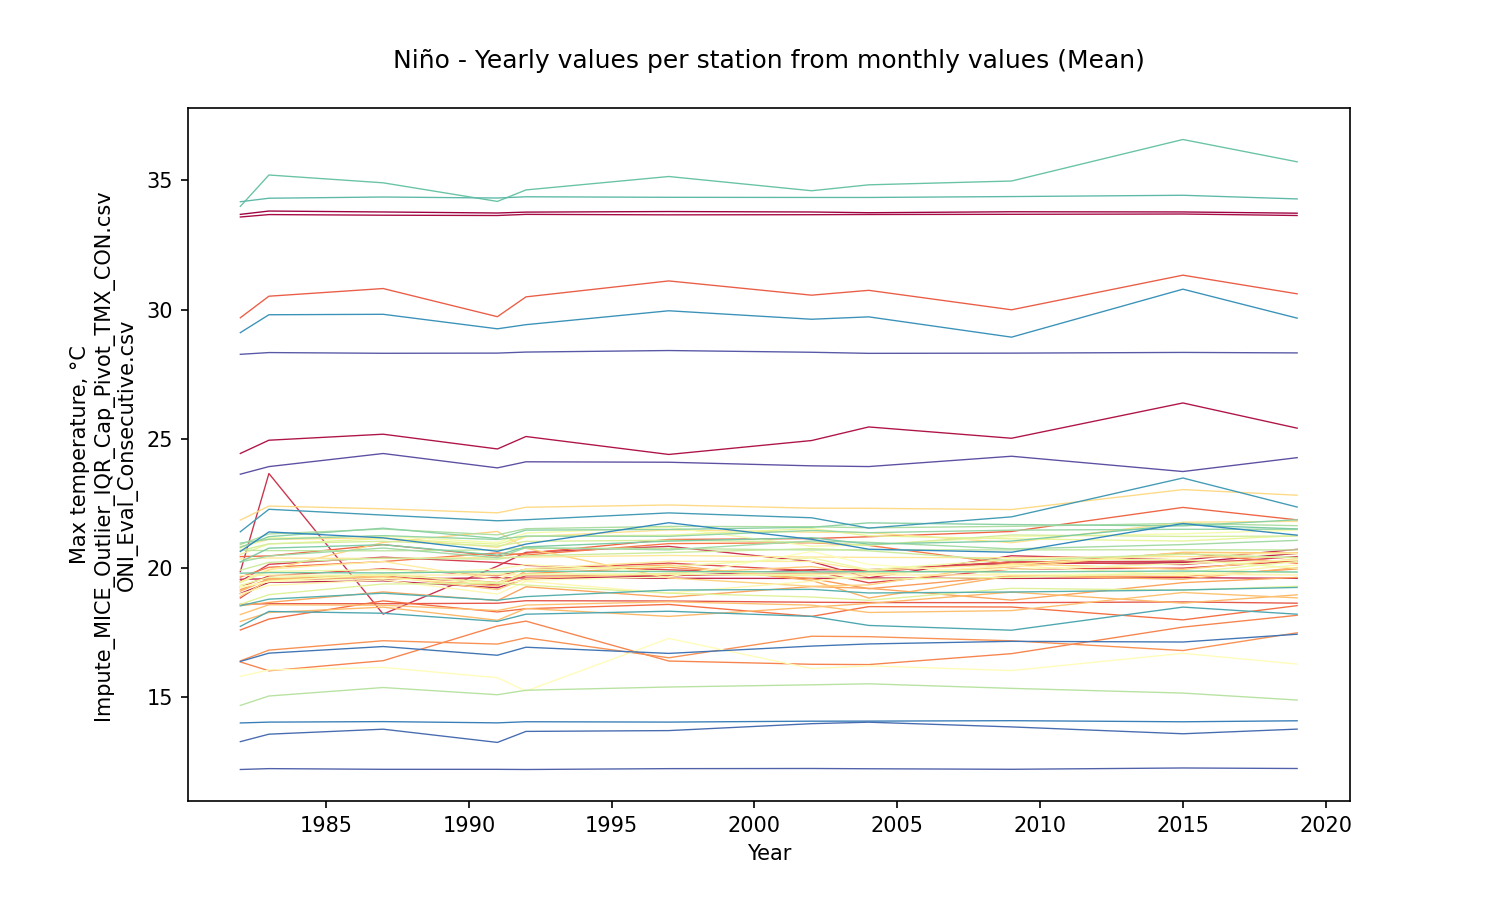 Niño - Yearly values per station from monthly values (Mean)
Max temperature, °C
Impute_MICE_Outlier_IQR_Cap_Pivot_TMX_CON.csv
ONI_Eval_Consecutive.csv
35
30
25
20
15
1985
1990
1995
2000
2005
2010
2015
2020
Year